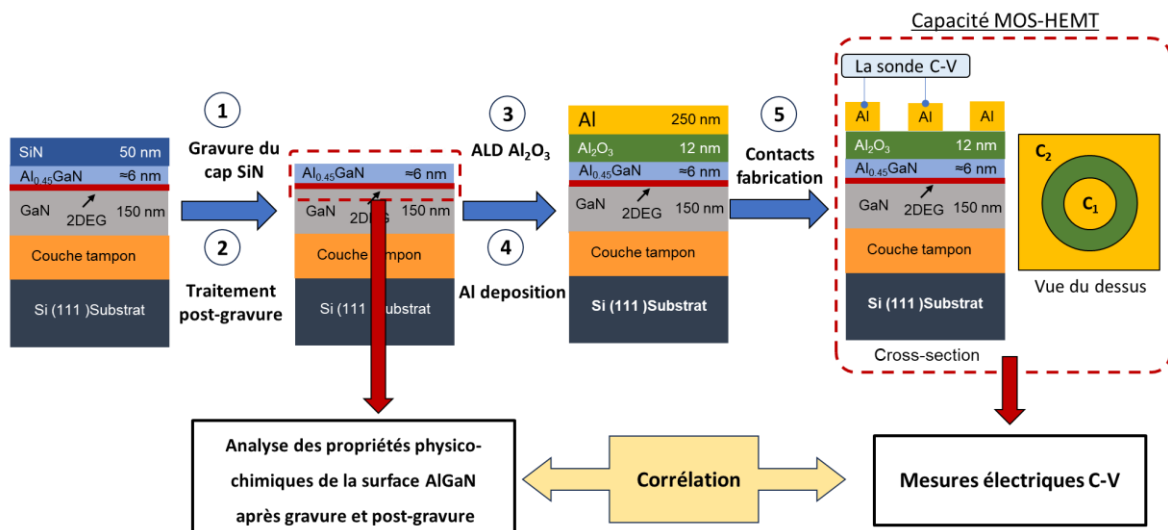 Capacité MOS-HEMT
La sonde C-V
1
Gravure du
cap SiN
2
Traitement
post-gravure
3
ALD Al2O3
4
Al deposition
5
Contacts
fabrication
SiN 50 nm
Al0.45GaN ≈6 nm
GaN 150 nm
2DEG
Couche tampon
Si (111 )Substrat
Al0.45GaN ≈6 nm
GaN 150 nm
2DEG
Couche tampon
Si (111 )Substrat
Al 250 nm
Al2O3 12 nm
Al0.45GaN ≈6 nm
GaN 150 nm
2DEG
Couche tampon
Si (111 )Substrat
Al Al Al
Al2O3 12 nm
Al0.45GaN ≈6 nm
GaN 150 nm
2DEG
Couche tampon
Si (111 )Substrat
Cross-section
C2
C1
Vue du dessus
Analyse des propriétés physico-
chimiques de la surface AlGaN
après gravure et post-gravure
Corrélation
Mesures électriques C-V